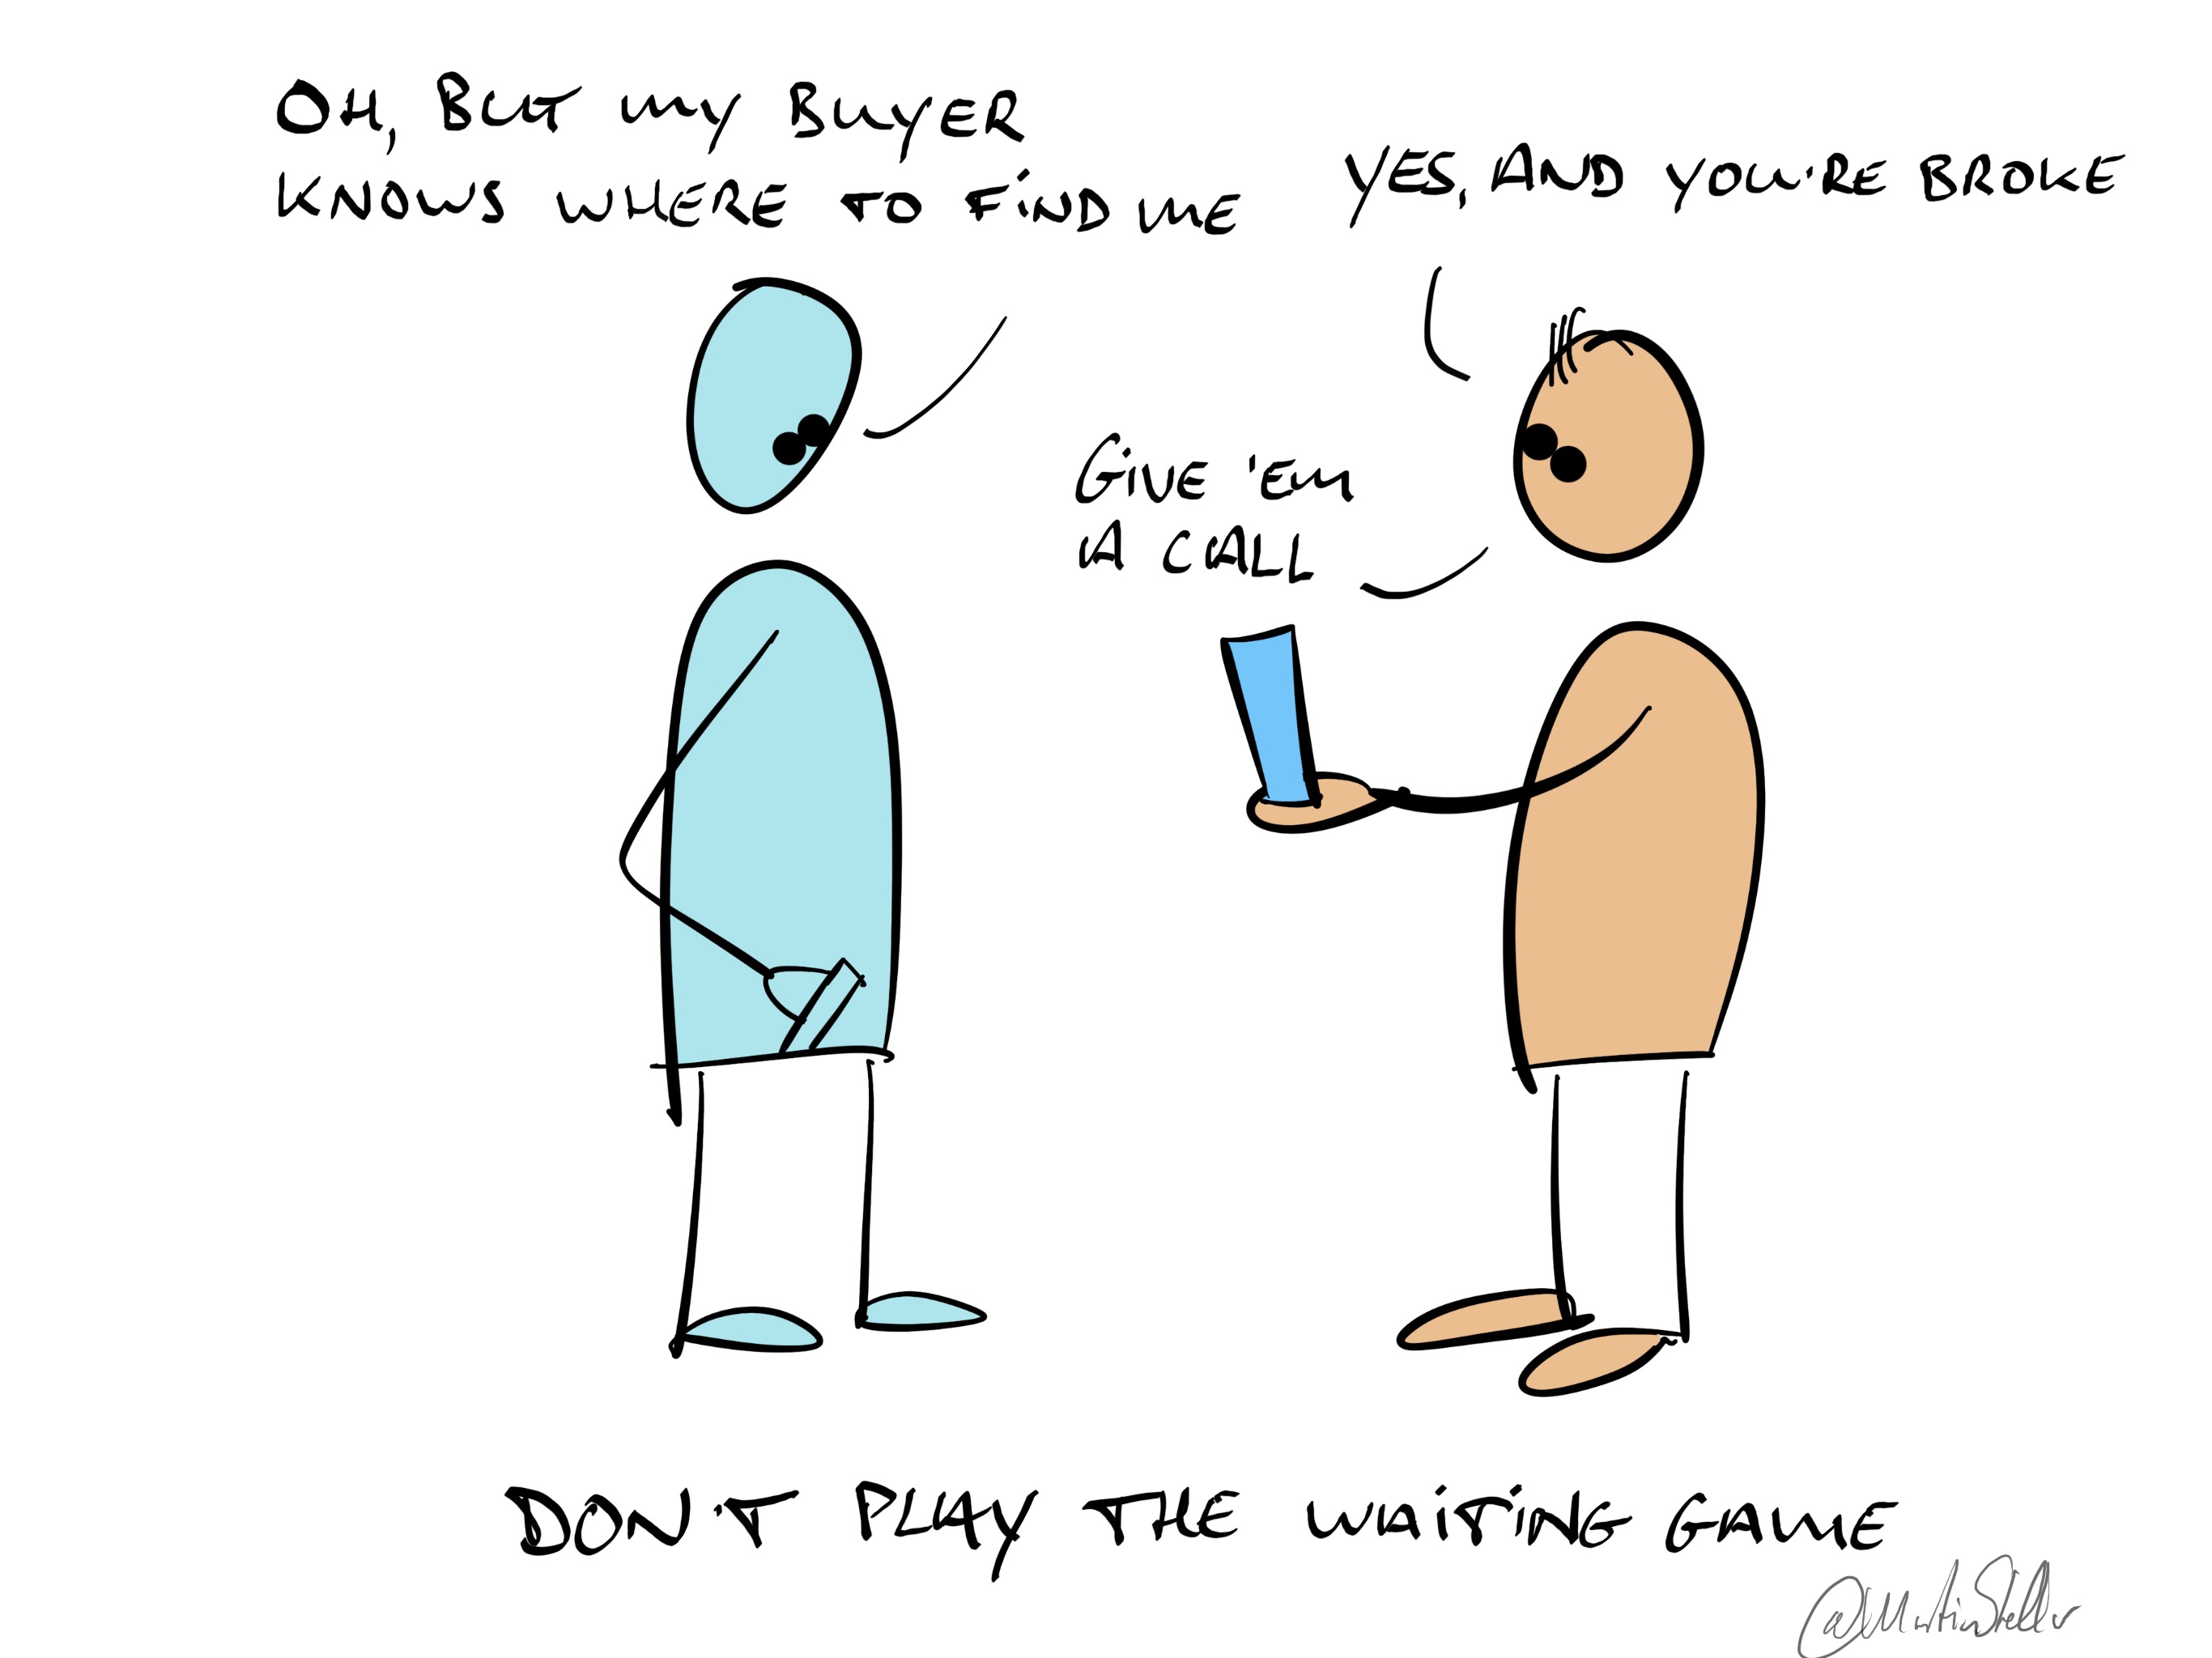 OH, BUT MY BUYER
KNOWS WHERE TO FIND ME
YES, AND YOU'RE BROKE
GIVE 'EM
A CALL
DON'T PLAY THE WAITING GAME
@MartinStellar